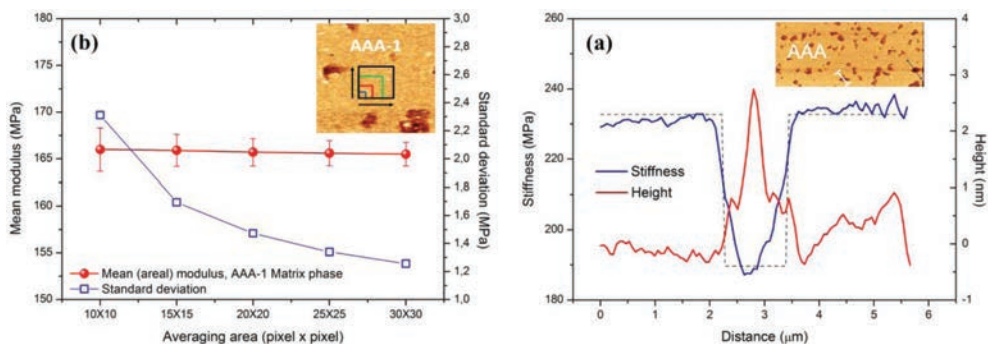 (b)
AAA-1
Mean modulus (MPa)
180
175
170
165
160
155
150
Standard deviation (MPa)
3,0
2,8
2,6
2,4
2,2
2,0
1,8
1,6
1,4
1,2
1,0
Mean (areal) modulus, AAA-1 Matrix phase
Standard deviation
10X10 15X15 20X20 25X25 30X30
Averaging area (pixel x pixel)
(a)
AAA
Stiffness (MPa)
260
240
220
200
180
Height (nm)
4
3
2
1
0
-1
Stiffness
Height
0 1 2 3 4 5 6
Distance (μm)